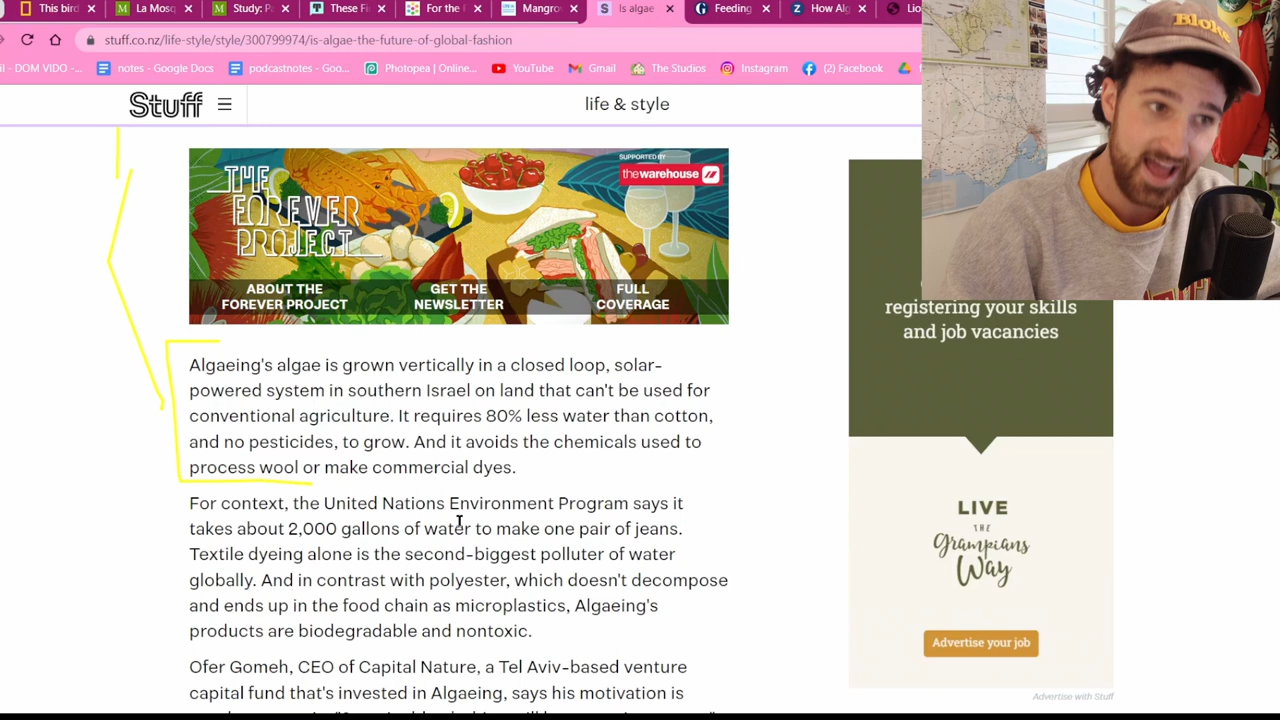 This bird
La Mosq
Study: Pa
These Fi
For the l
Mangrov
Is algae
Feeding
How Alg
Lio
stuff.co.nz/life-style/style/300799974/is-algae-the-future-of-global-fashion
il - DOM VIDO -...
notes - Google Docs
podcastnotes - Goo...
Photopea | Online...
YouTube
Gmail
The Studios
Instagram
(2) Facebook
Bloke
Stuff
life & style
THE
FOREVER
PROJECT
SUPPORTED BY
thewarehouse
ABOUT THE
FOREVER PROJECT
GET THE
NEWSLETTER
FULL
COVERAGE
registering your skills
and job vacancies
Algaeing's algae is grown vertically in a closed loop, solar-
powered system in southern Israel on land that can't be used for
conventional agriculture. It requires 80% less water than cotton,
and no pesticides, to grow. And it avoids the chemicals used to
process wool or make commercial dyes.
For context, the United Nations Environment Program says it
takes about 2,000 gallons of water to make one pair of jeans.
Textile dyeing alone is the second-biggest polluter of water
globally. And in contrast with polyester, which doesn't decompose
and ends up in the food chain as microplastics, Algaeing's
products are biodegradable and nontoxic.
Ofer Gomeh, CEO of Capital Nature, a Tel Aviv-based venture
capital fund that's invested in Algaeing, says his motivation is
LIVE
THE
Grampians
Way
Advertise your job
Advertise with Stuff